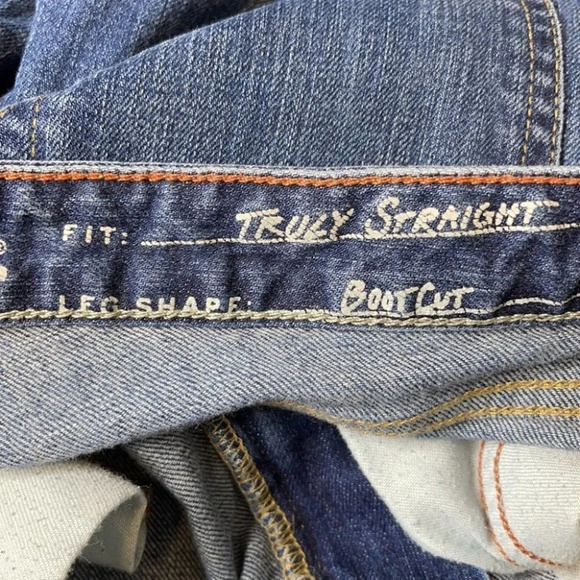 FIT: TRULY STRAIGHT
®
LEG SHAPE: BOOT CUT